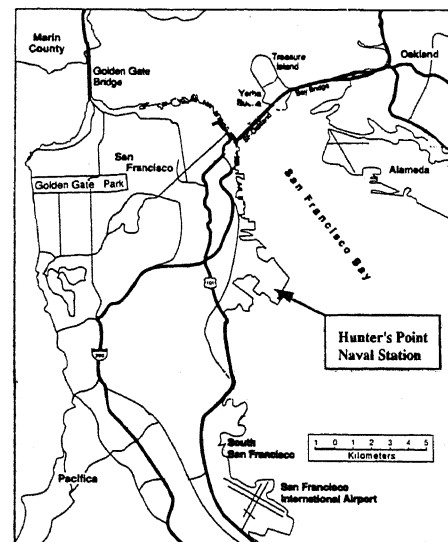 Marin
County
Golden Gate
Bridge
Treasure
Island
Yerba
Buena
Oakland
Bay Bridge
San
Francisco
Golden Gate Park
Alameda
San Francisco Bay
101
Hunter's Point
Naval Station
280
South
San Francisco
1 0 1 2 3 4 5
Kilometers
Pacifica
San Francisco
International Airport